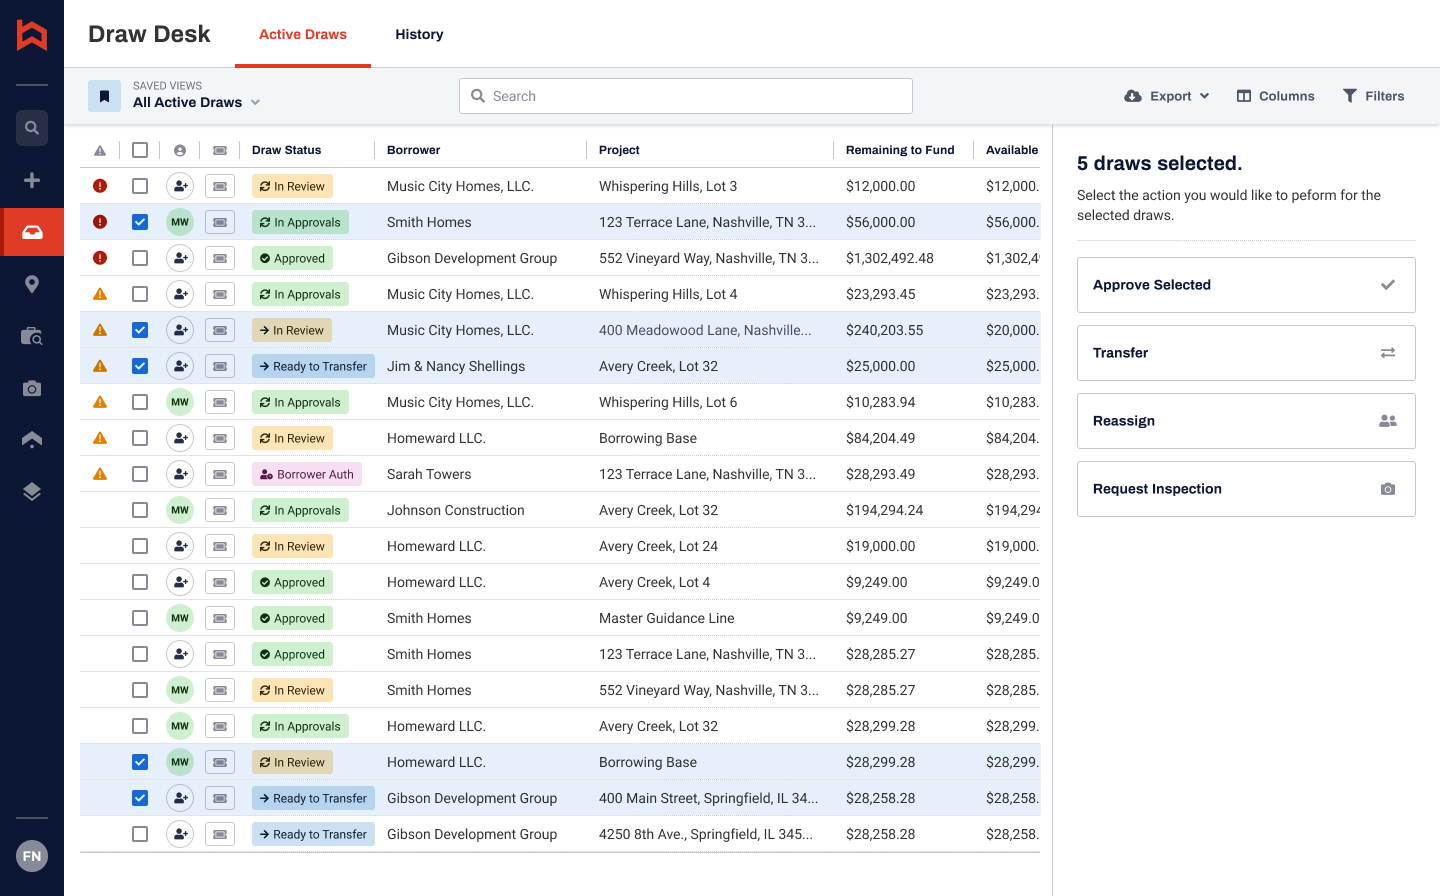 Draw Desk
Active Draws
History
SAVED VIEWS
All Active Draws
Search
Export
Columns
Filters
Draw Status Borrower Project Remaining to Fund Available
In Review Music City Homes, LLC. Whispering Hills, Lot 3 $12,000.00 $12,000.
MW In Approvals Smith Homes 123 Terrace Lane, Nashville, TN 3... $56,000.00 $56,000.
Approved Gibson Development Group 552 Vineyard Way, Nashville, TN 3... $1,302,492.48 $1,302,4
In Approvals Music City Homes, LLC. Whispering Hills, Lot 4 $23,293.45 $23,293.
In Review Music City Homes, LLC. 400 Meadowood Lane, Nashville... $240,203.55 $20,000.
Ready to Transfer Jim & Nancy Shellings Avery Creek, Lot 32 $25,000.00 $25,000.
MW In Approvals Music City Homes, LLC. Whispering Hills, Lot 6 $10,283.94 $10,283.
In Review Homeward LLC. Borrowing Base $84,204.49 $84,204.
Borrower Auth Sarah Towers 123 Terrace Lane, Nashville, TN 3... $28,293.49 $28,293.
MW In Approvals Johnson Construction Avery Creek, Lot 32 $194,294.24 $194,294
In Review Homeward LLC. Avery Creek, Lot 24 $19,000.00 $19,000.
Approved Homeward LLC. Avery Creek, Lot 4 $9,249.00 $9,249.0
MW Approved Smith Homes Master Guidance Line $9,249.00 $9,249.0
Approved Smith Homes 123 Terrace Lane, Nashville, TN 3... $28,285.27 $28,285.
MW In Review Smith Homes 552 Vineyard Way, Nashville, TN 3... $28,285.27 $28,285.
MW In Approvals Homeward LLC. Avery Creek, Lot 32 $28,299.28 $28,299.
MW In Review Homeward LLC. Borrowing Base $28,299.28 $28,299.
Ready to Transfer Gibson Development Group 400 Main Street, Springfield, IL 34... $28,258.28 $28,258.
Ready to Transfer Gibson Development Group 4250 8th Ave., Springfield, IL 345... $28,258.28 $28,258.
5 draws selected.
Select the action you would like to peform for the
selected draws.
Approve Selected
Transfer
Reassign
Request Inspection
FN